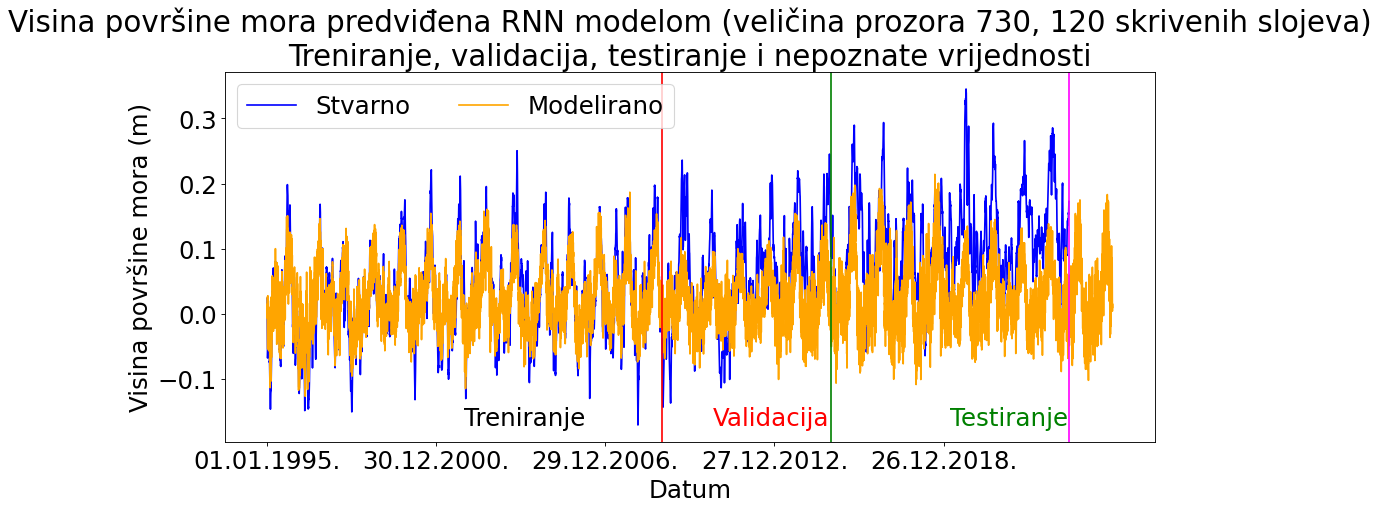 Visina površine mora predviđena RNN modelom (veličina prozora 730, 120 skrivenih slojeva)
Treniranje, validacija, testiranje i nepoznate vrijednosti
Stvarno
Modelirano
Visina površine mora (m)
0.3
0.2
0.1
0.0
−0.1
Treniranje
Validacija
Testiranje
01.01.1995.
30.12.2000.
29.12.2006.
27.12.2012.
26.12.2018.
Datum